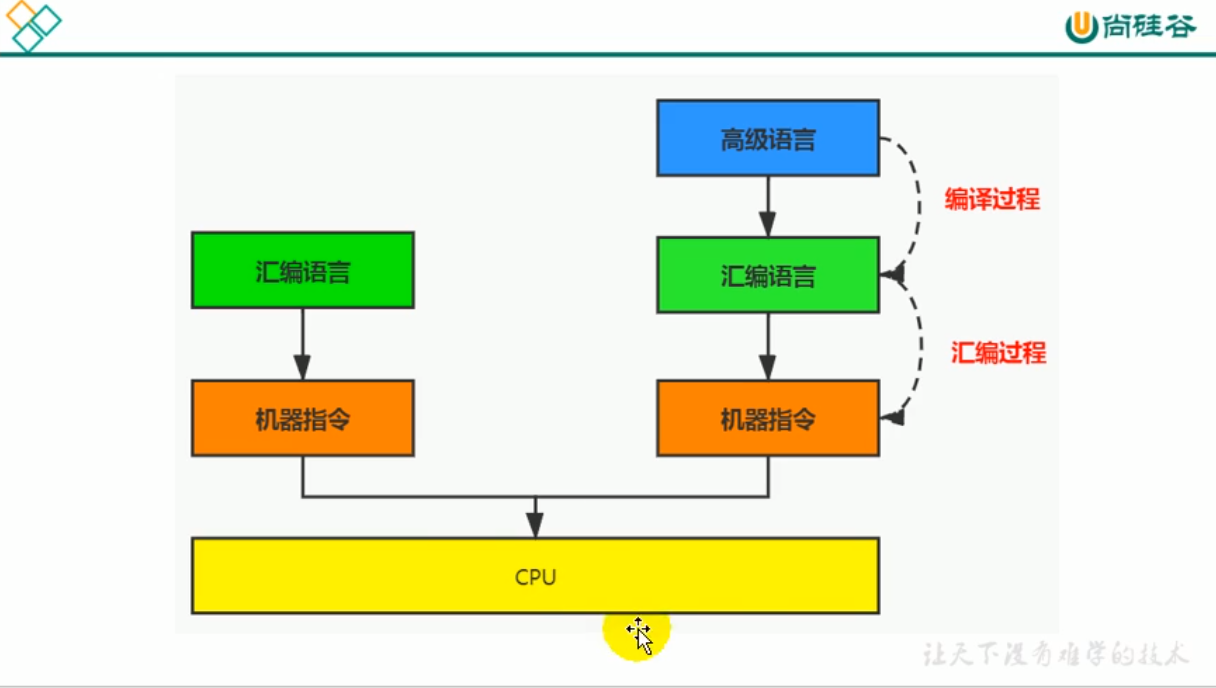 尚硅谷
高级语言
编译过程
汇编语言
汇编语言
汇编过程
机器指令
机器指令
CPU
让天下没有难学的技术